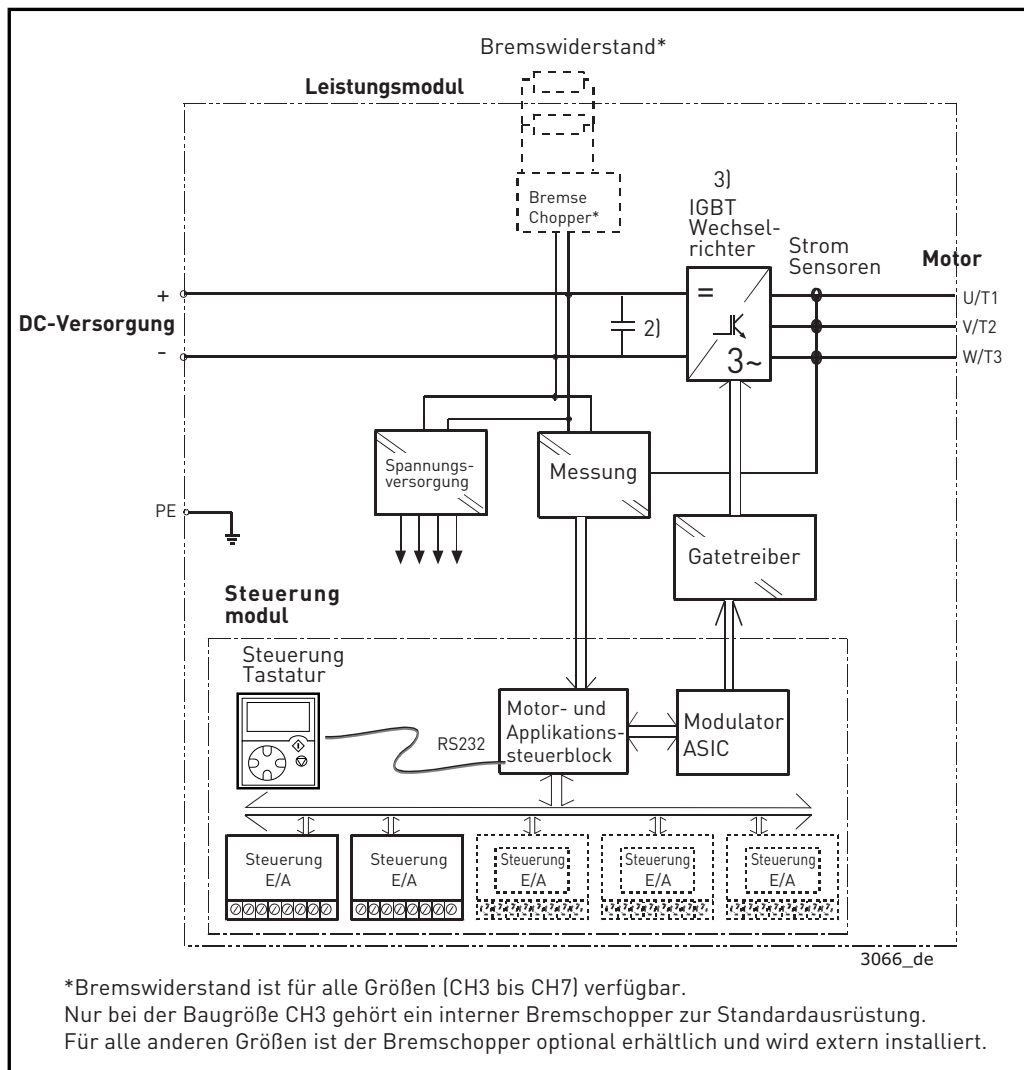 Bremswiderstand*
Leistungsmodul
Bremse
Chopper*
3)
IGBT
Wechsel-
richter
Strom
Sensoren
Motor
+
=
U/T1
DC-Versorgung
2)
V/T2
-
3~
W/T3
Spannungs-
versorgung
Messung
PE
Gatetreiber
Steuerung
modul
Steuerung
Tastatur
RS232
Motor- und
Applikations-
steuerblock
Modulator
ASIC
Steuerung
E/A
Steuerung
E/A
Steuerung
E/A
Steuerung
E/A
Steuerung
E/A
3066_de
*Bremswiderstand ist für alle Größen (CH3 bis CH7) verfügbar.
Nur bei der Baugröße CH3 gehört ein interner Bremschopper zur Standardausrüstung.
Für alle anderen Größen ist der Bremschopper optional erhältlich und wird extern installiert.